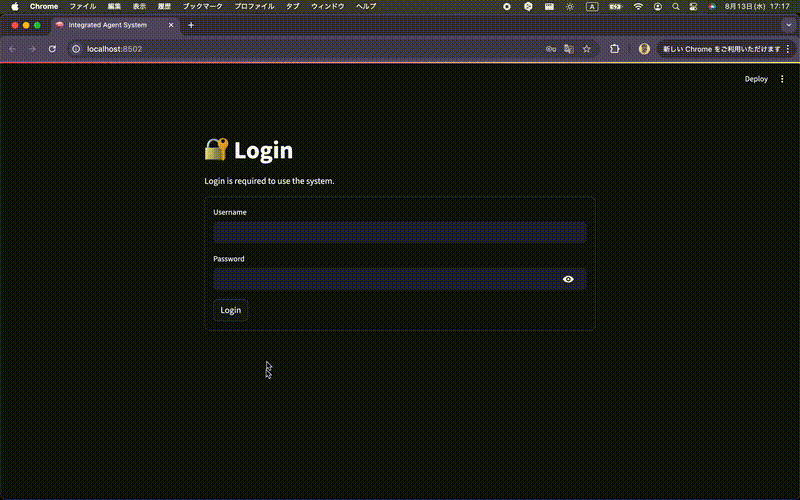 Chrome ファイル 編集 表示 履歴 ブックマーク プロファイル タブ ウィンドウ ヘルプ A 8月13日(水) 17:17
Integrated Agent System
localhost:8502 新しい Chrome をご利用いただけます
Deploy
Login
Login is required to use the system.
Username
Password
Login